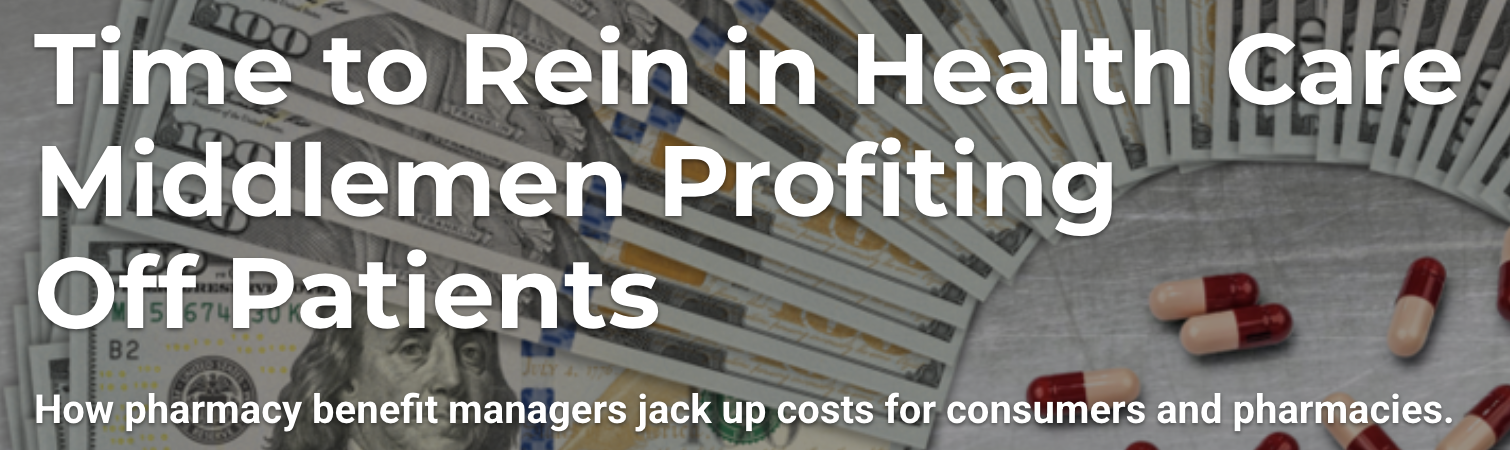 Time to Rein in Health Care
Middlemen Profiting
Off Patients
B2
How pharmacy benefit managers jack up costs for consumers and pharmacies.